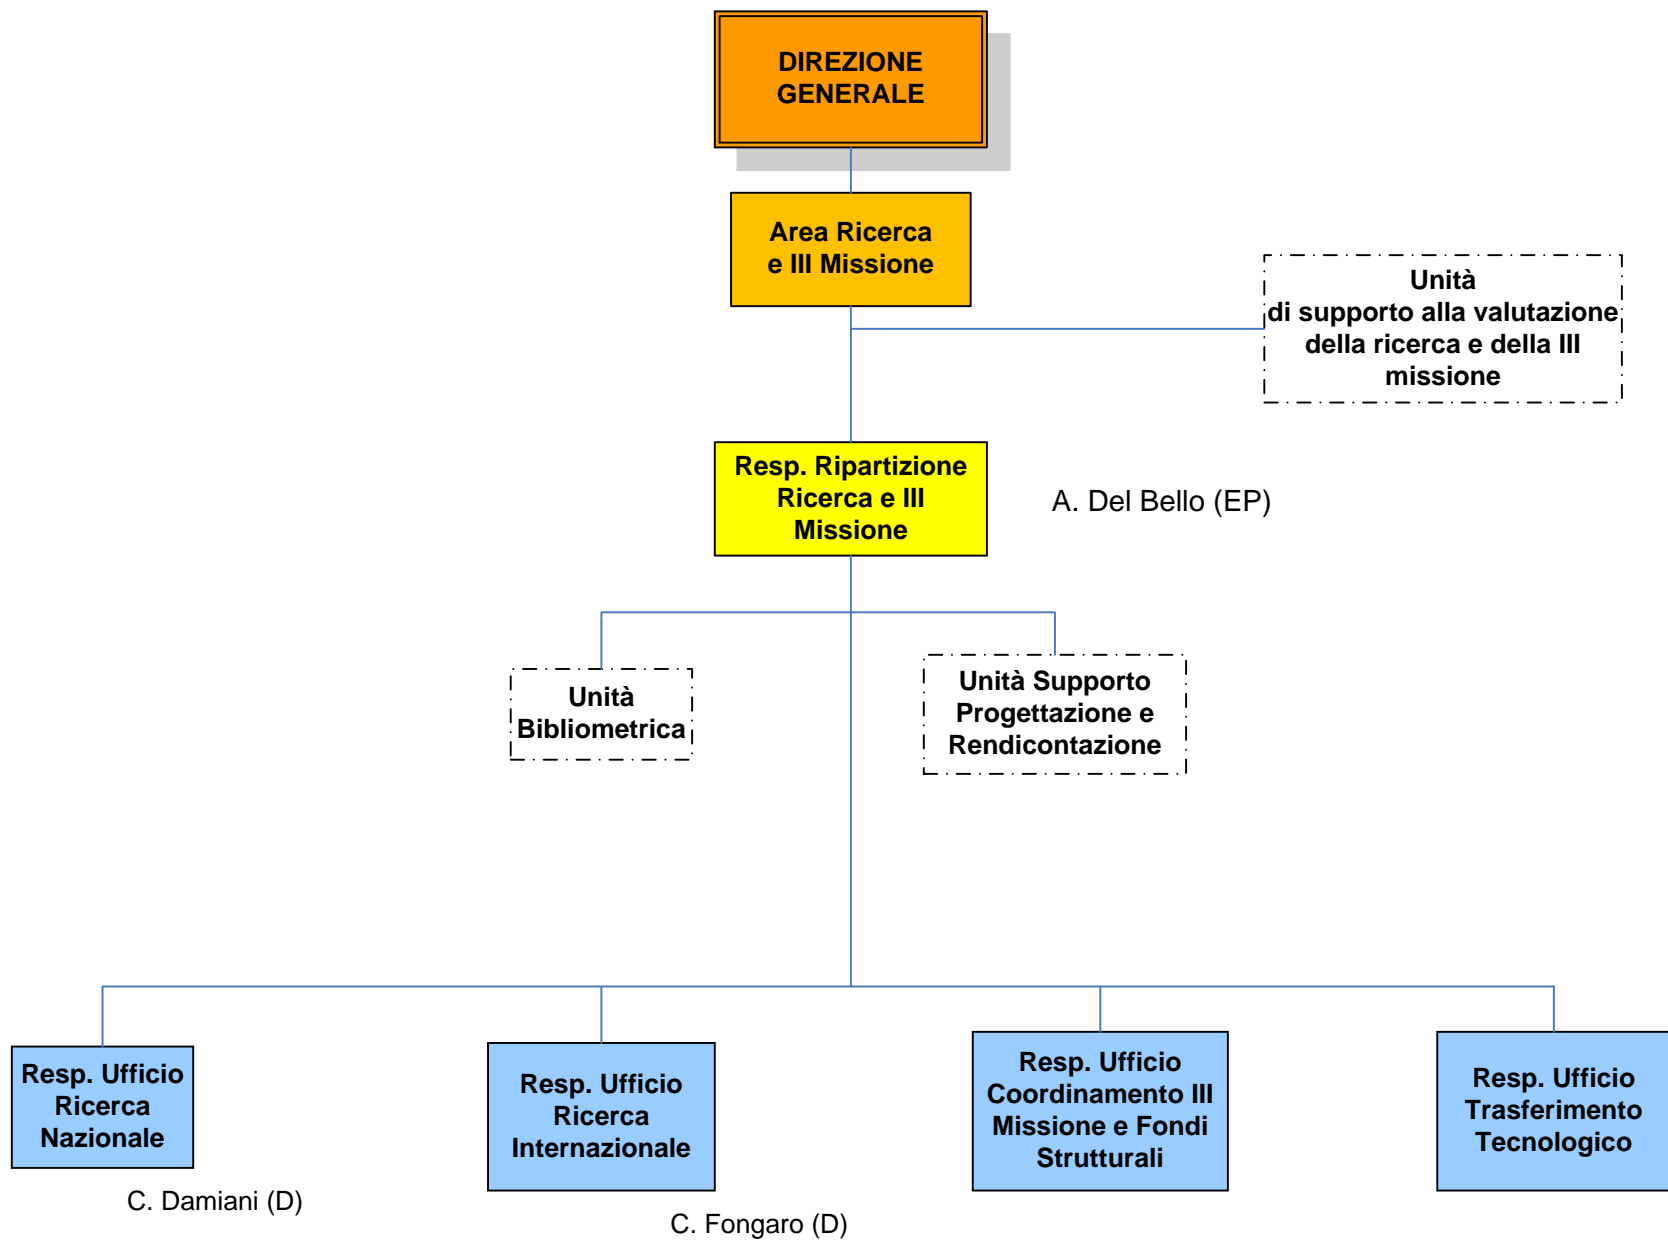 DIREZIONE
GENERALE
Area Ricerca
e III Missione
Unità
di supporto alla valutazione
della ricerca e della III
missione
Resp. Ripartizione
Ricerca e III
Missione
A. Del Bello (EP)
Unità
Bibliometrica
Unità Supporto
Progettazione e
Rendicontazione
Resp. Ufficio
Ricerca
Nazionale
C. Damiani (D)
Resp. Ufficio
Ricerca
Internazionale
C. Fongaro (D)
Resp. Ufficio
Coordinamento III
Missione e Fondi
Strutturali
Resp. Ufficio
Trasferimento
Tecnologico